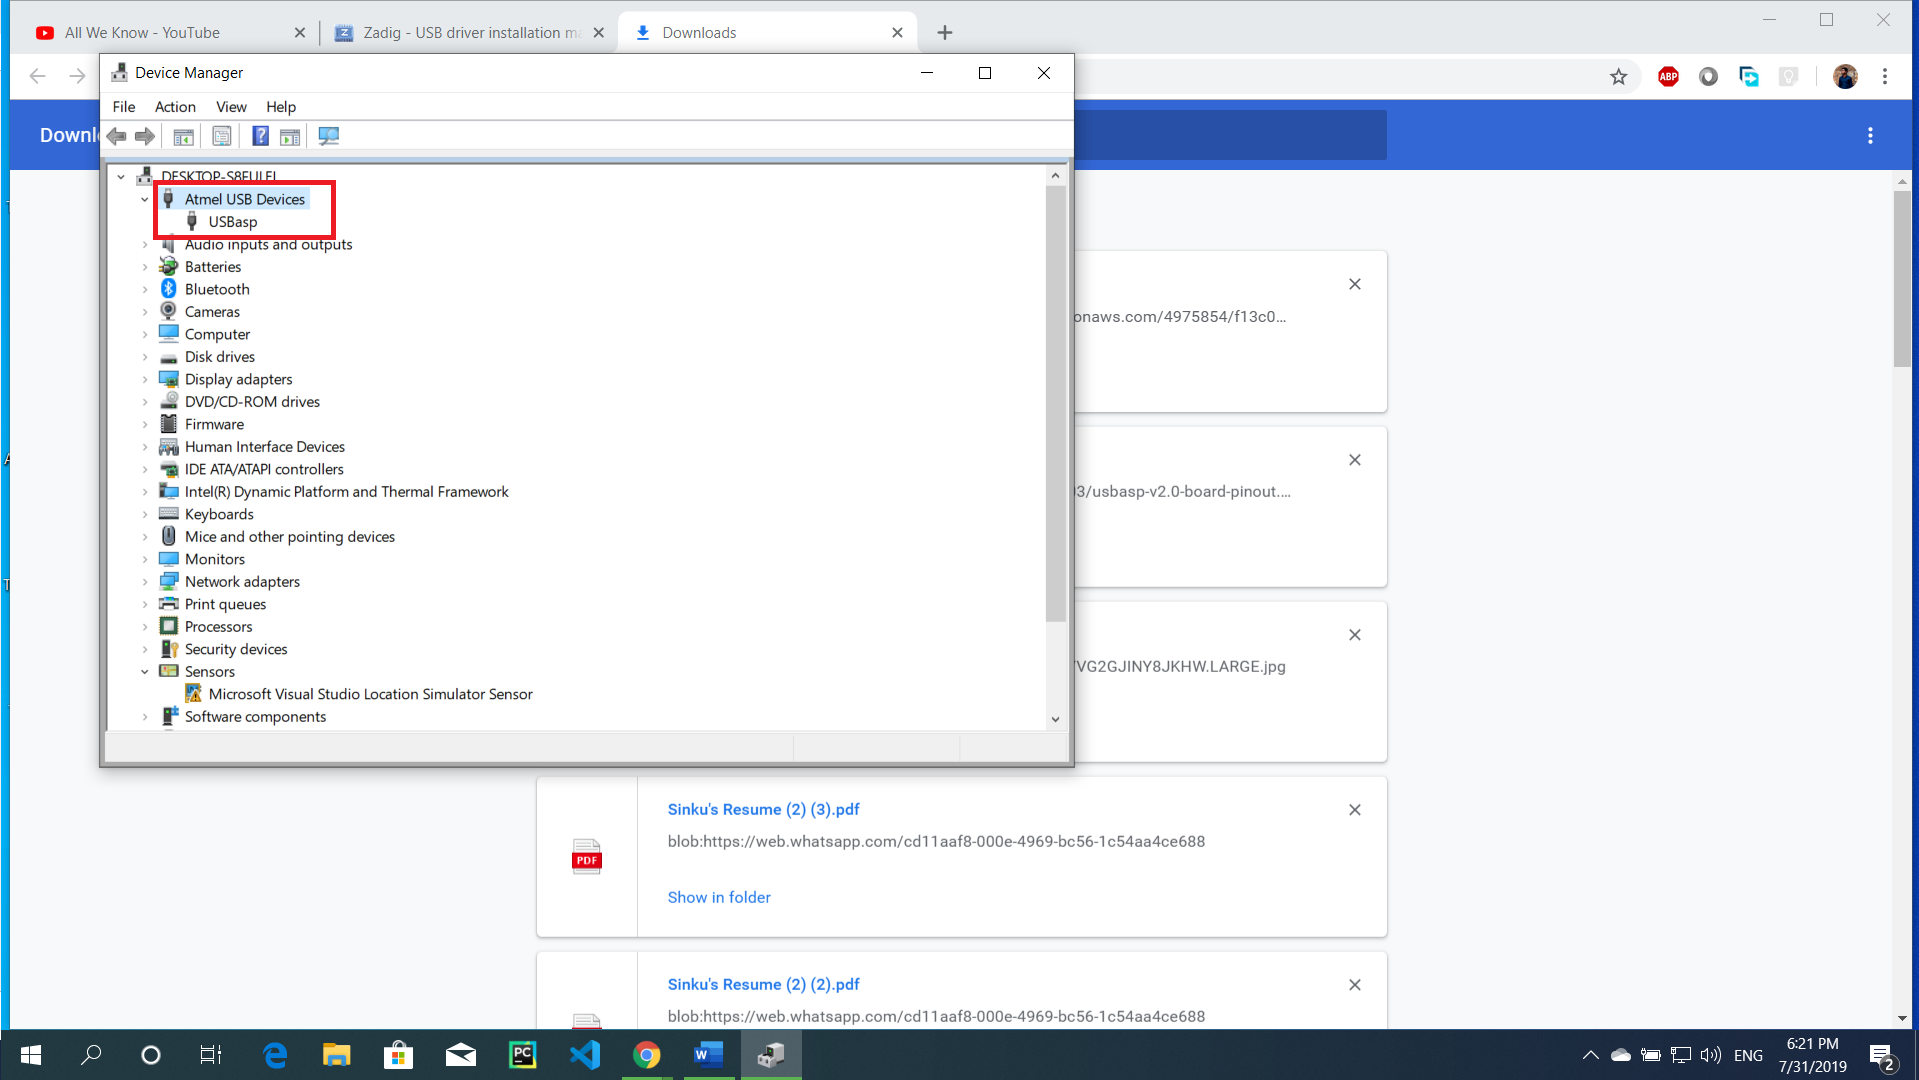 All We Know - YouTube
Zadig - USB driver installation
Downloads
Device Manager
ABP
File Action View Help
DESKTOP-S8FULFL
Atmel USB Devices
USBasp
Audio inputs and outputs
Batteries
Bluetooth
Cameras
Computer
Disk drives
Display adapters
DVD/CD-ROM drives
Firmware
Human Interface Devices
IDE ATA/ATAPI controllers
Intel(R) Dynamic Platform and Thermal Framework
Keyboards
Mice and other pointing devices
Monitors
Network adapters
Print queues
Processors
Security devices
Sensors
Microsoft Visual Studio Location Simulator Sensor
Software components
onaws.com/4975854/f13c0...
3/usbasp-v2.0-board-pinout....
VG2GJINY8JKHW.LARGE.jpg
Sinku's Resume (2) (3).pdf
blob:https://web.whatsapp.com/cd11aaf8-000e-4969-bc56-1c54aa4ce688
PDF
Show in folder
Sinku's Resume (2) (2).pdf
blob:https://web.whatsapp.com/cd11aaf8-000e-4969-bc56-1c54aa4ce688
PC
W
ENG
6:21 PM
7/31/2019
2